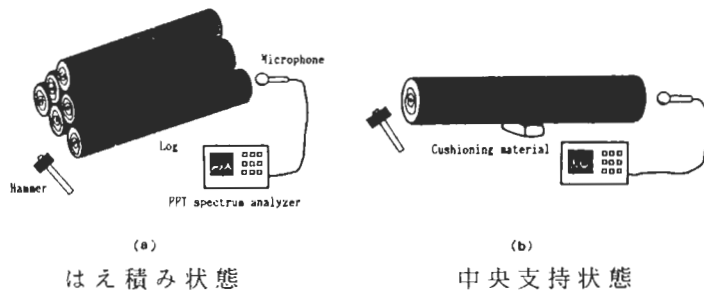 Microphone
Log
Hammer
PPT spectrum analyzer
(a)
はえ積み状態
Cushioning material
(b)
中央支持状態